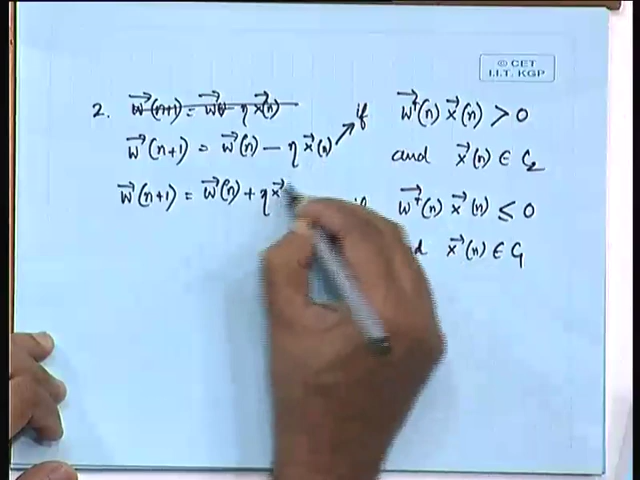 © CET
I.I.T. KGP
2. w⃗(n+1) = w⃗ η x⃗(n)
w⃗(n+1) = w⃗(n) − η x⃗(n) if w⃗ᵀ(n) x⃗(n) > 0
and x⃗(n) ∈ C₂
w⃗(n+1) = w⃗(n) + η x⃗ w⃗ᵀ(n) x⃗(n) ≤ 0
x⃗(n) ∈ C₁